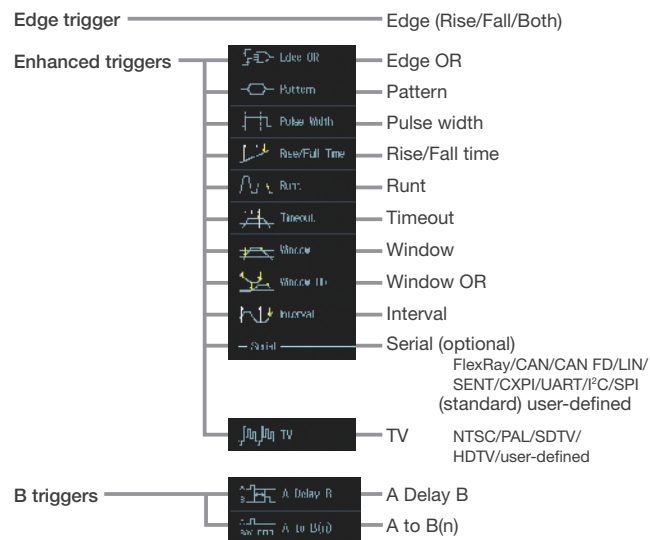 Edge trigger Edge (Rise/Fall/Both)
Enhanced triggers Edge OR Edge OR
Pattern Pattern
Pulse Width Pulse width
Rise/Fall Time Rise/Fall time
Runt Runt
Timeout Timeout
Window Window
Window OR Window OR
Interval Interval
Serial Serial (optional)
FlexRay/CAN/CAN FD/LIN/
SENT/CXPI/UART/I²C/SPI
(standard) user-defined
TV TV NTSC/PAL/SDTV/
HDTV/user-defined
B triggers A Delay B A Delay B
A to B(n) A to B(n)